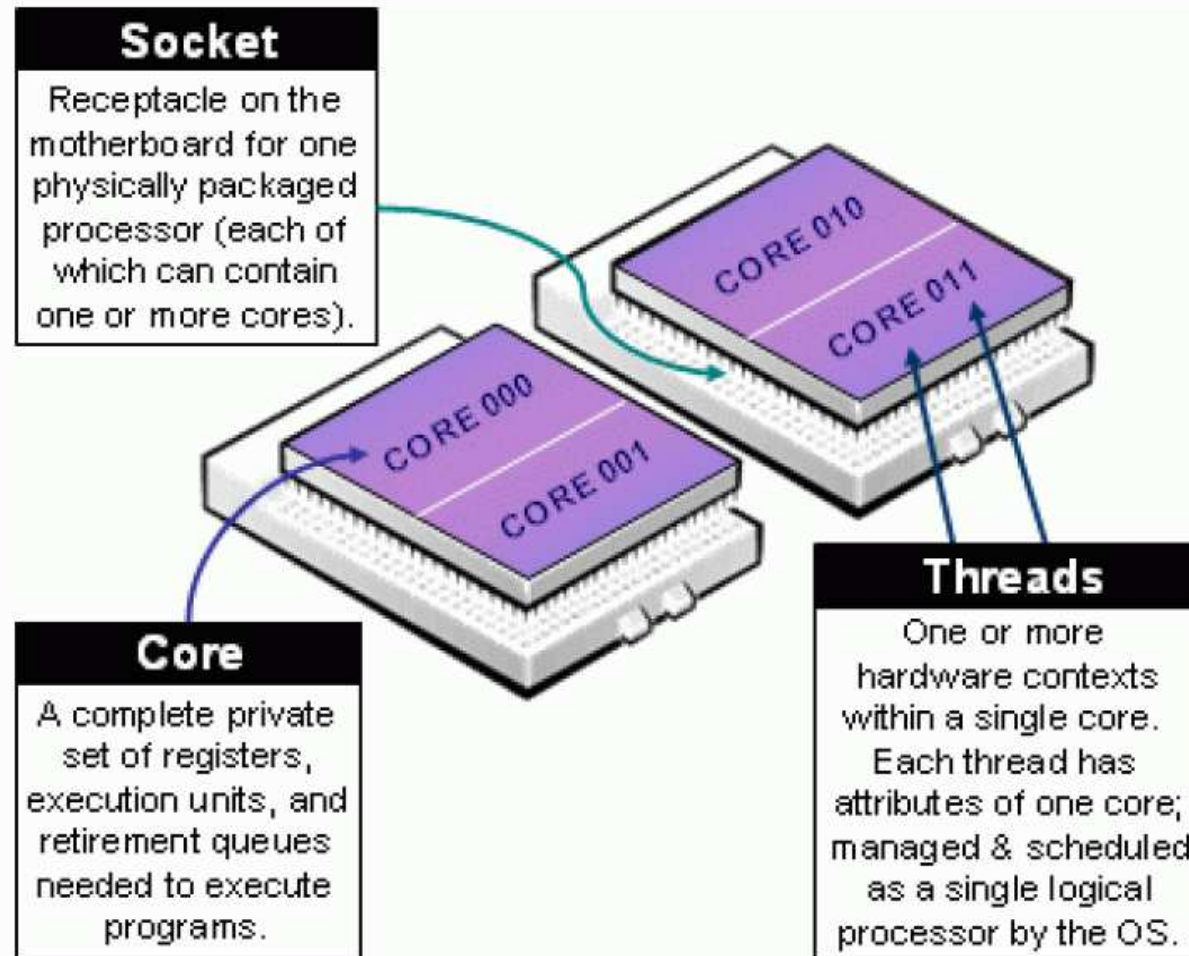 Socket
Receptacle on the
motherboard for one
physically packaged
processor (each of
which can contain
one or more cores).
CORE 010
CORE 011
CORE 000
CORE 001
Core
A complete private
set of registers,
execution units, and
retirement queues
needed to execute
programs.
Threads
One or more
hardware contexts
within a single core.
Each thread has
attributes of one core;
managed & scheduled
as a single logical
processor by the OS.